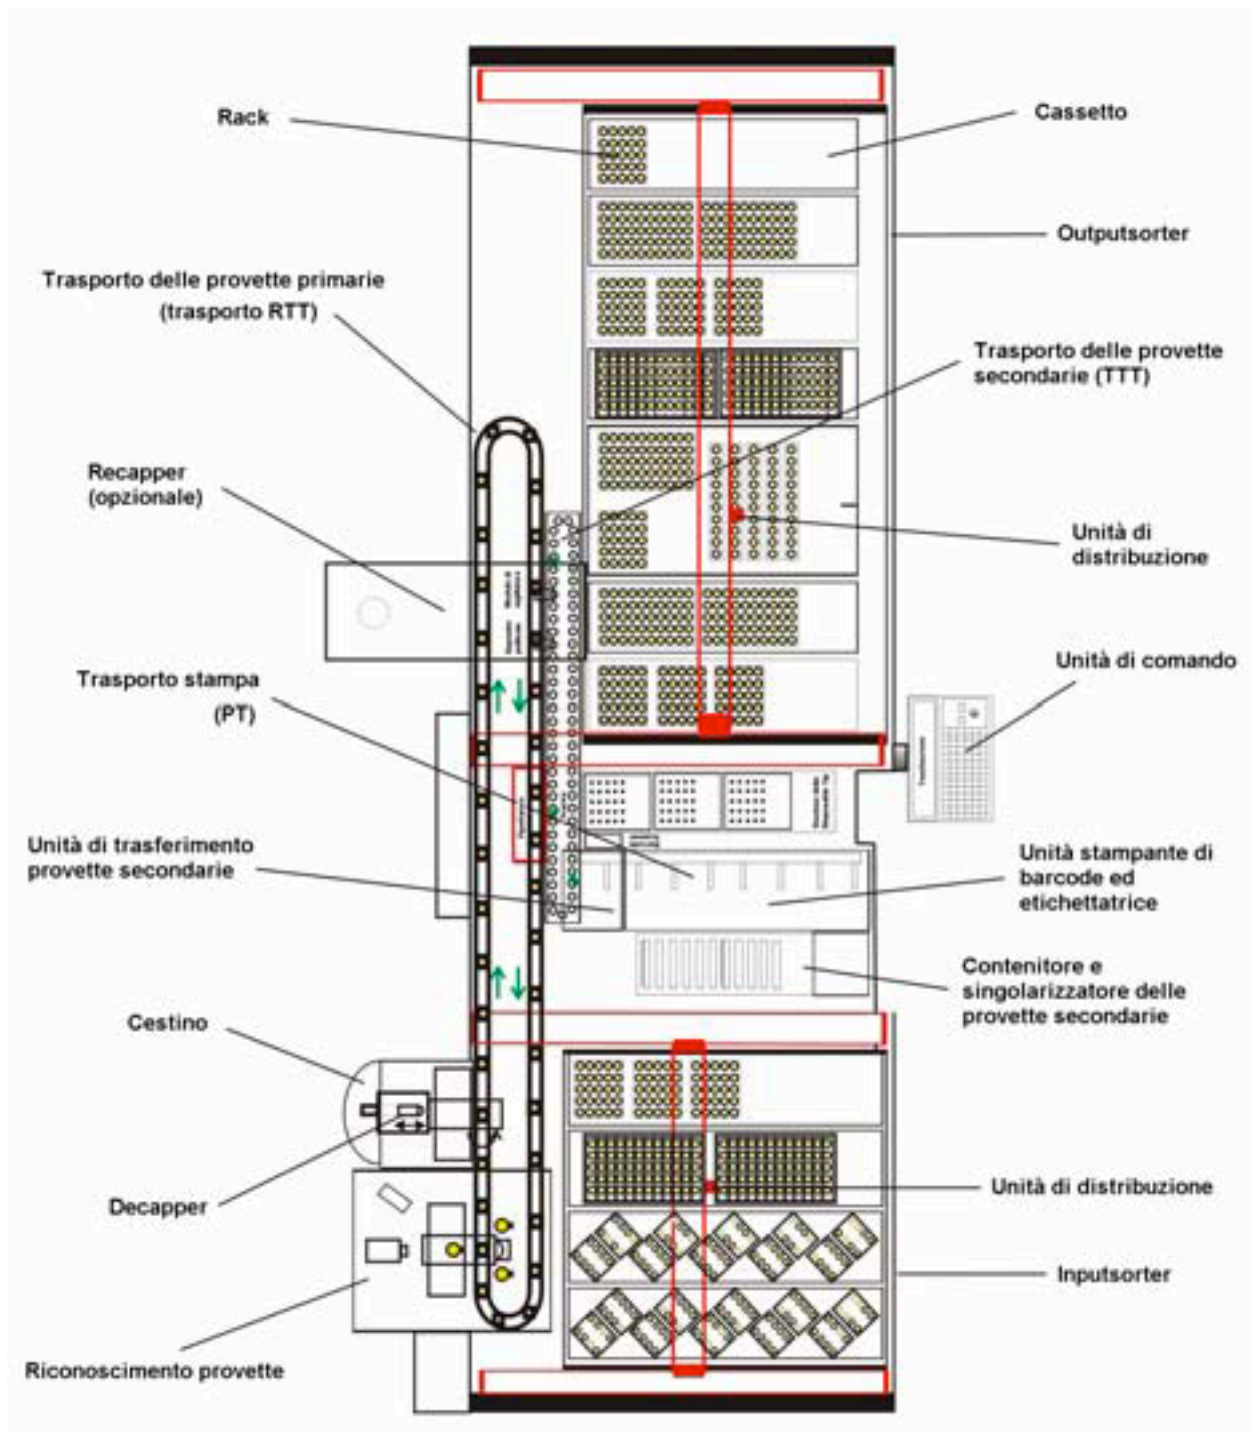 Rack
Cassetto
Outputsorter
Trasporto delle provette primarie
(trasporto RTT)
Trasporto delle provette
secondarie (TTT)
Recapper
(opzionale)
Unità di
distribuzione
Unità di comando
Trasporto stampa
(PT)
Unità di trasferimento
provette secondarie
Unità stampante di
barcode ed
etichettatrice
Contenitore e
singolarizzatore delle
provette secondarie
Cestino
Decapper
Unità di distribuzione
Inputsorter
Riconoscimento provette